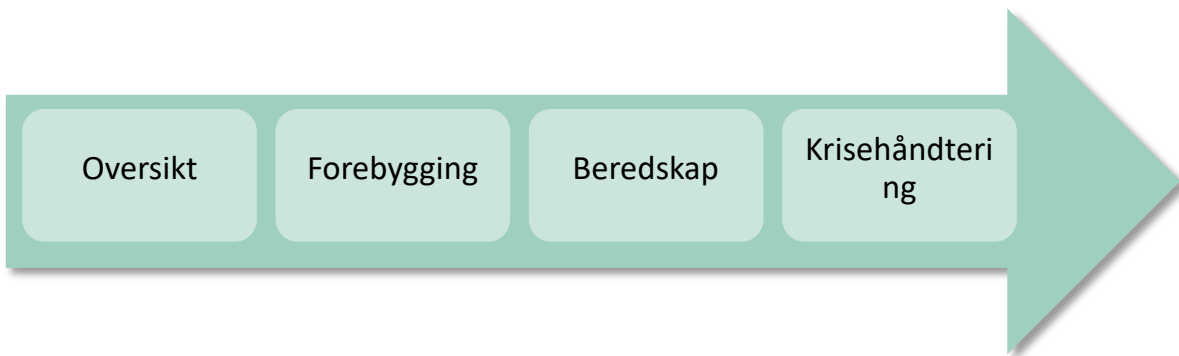 Oversikt
Forebygging
Beredskap
Krisehåndteri
ng